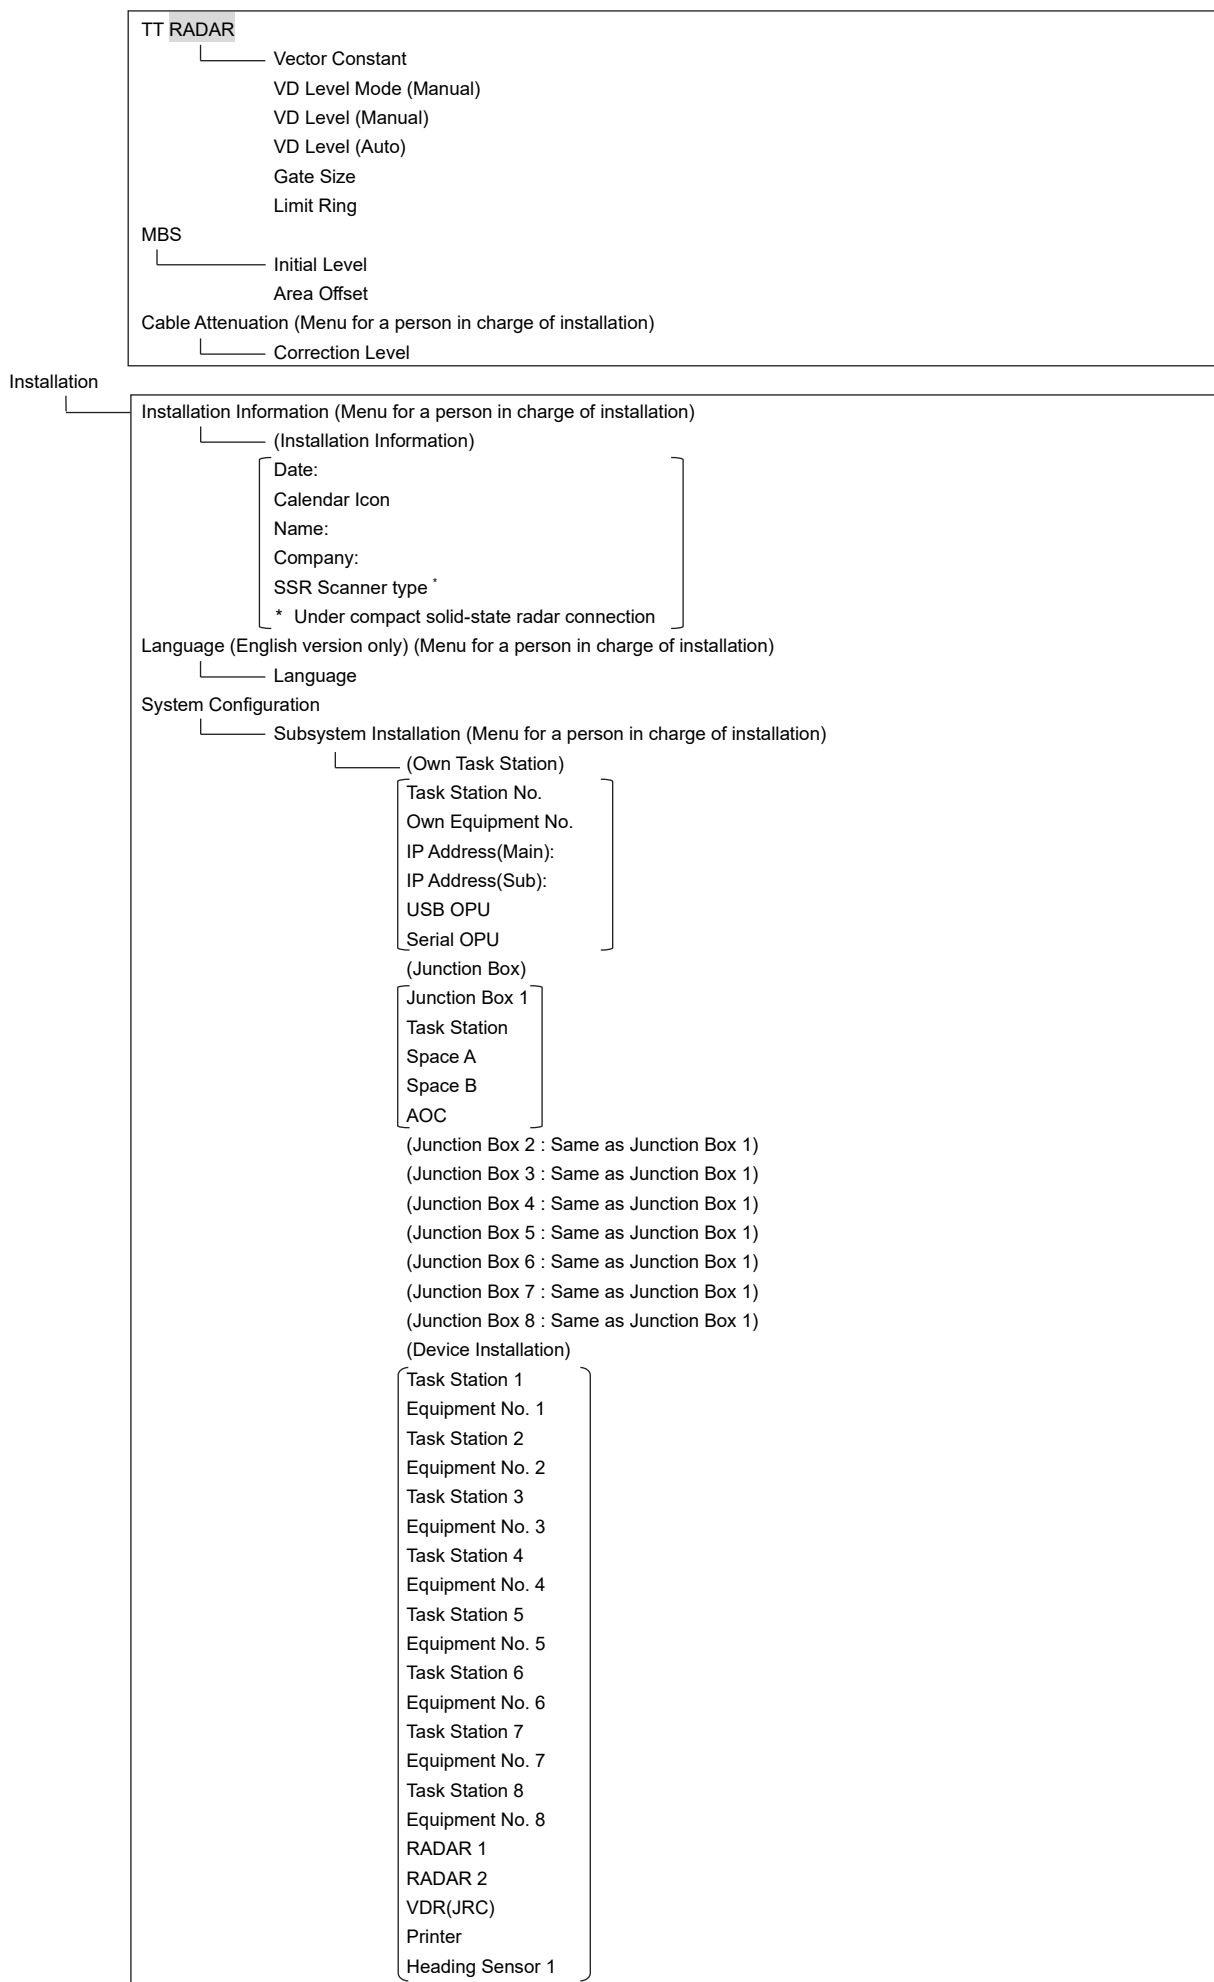 TT RADAR
Vector Constant
VD Level Mode (Manual)
VD Level (Manual)
VD Level (Auto)
Gate Size
Limit Ring
MBS
Initial Level
Area Offset
Cable Attenuation (Menu for a person in charge of installation)
Correction Level
Installation
Installation Information (Menu for a person in charge of installation)
(Installation Information)
Date:
Calendar Icon
Name:
Company:
SSR Scanner type *
* Under compact solid-state radar connection
Language (English version only) (Menu for a person in charge of installation)
Language
System Configuration
Subsystem Installation (Menu for a person in charge of installation)
(Own Task Station)
Task Station No.
Own Equipment No.
IP Address(Main):
IP Address(Sub):
USB OPU
Serial OPU
(Junction Box)
Junction Box 1
Task Station
Space A
Space B
AOC
(Junction Box 2 : Same as Junction Box 1)
(Junction Box 3 : Same as Junction Box 1)
(Junction Box 4 : Same as Junction Box 1)
(Junction Box 5 : Same as Junction Box 1)
(Junction Box 6 : Same as Junction Box 1)
(Junction Box 7 : Same as Junction Box 1)
(Junction Box 8 : Same as Junction Box 1)
(Device Installation)
Task Station 1
Equipment No. 1
Task Station 2
Equipment No. 2
Task Station 3
Equipment No. 3
Task Station 4
Equipment No. 4
Task Station 5
Equipment No. 5
Task Station 6
Equipment No. 6
Task Station 7
Equipment No. 7
Task Station 8
Equipment No. 8
RADAR 1
RADAR 2
VDR(JRC)
Printer
Heading Sensor 1